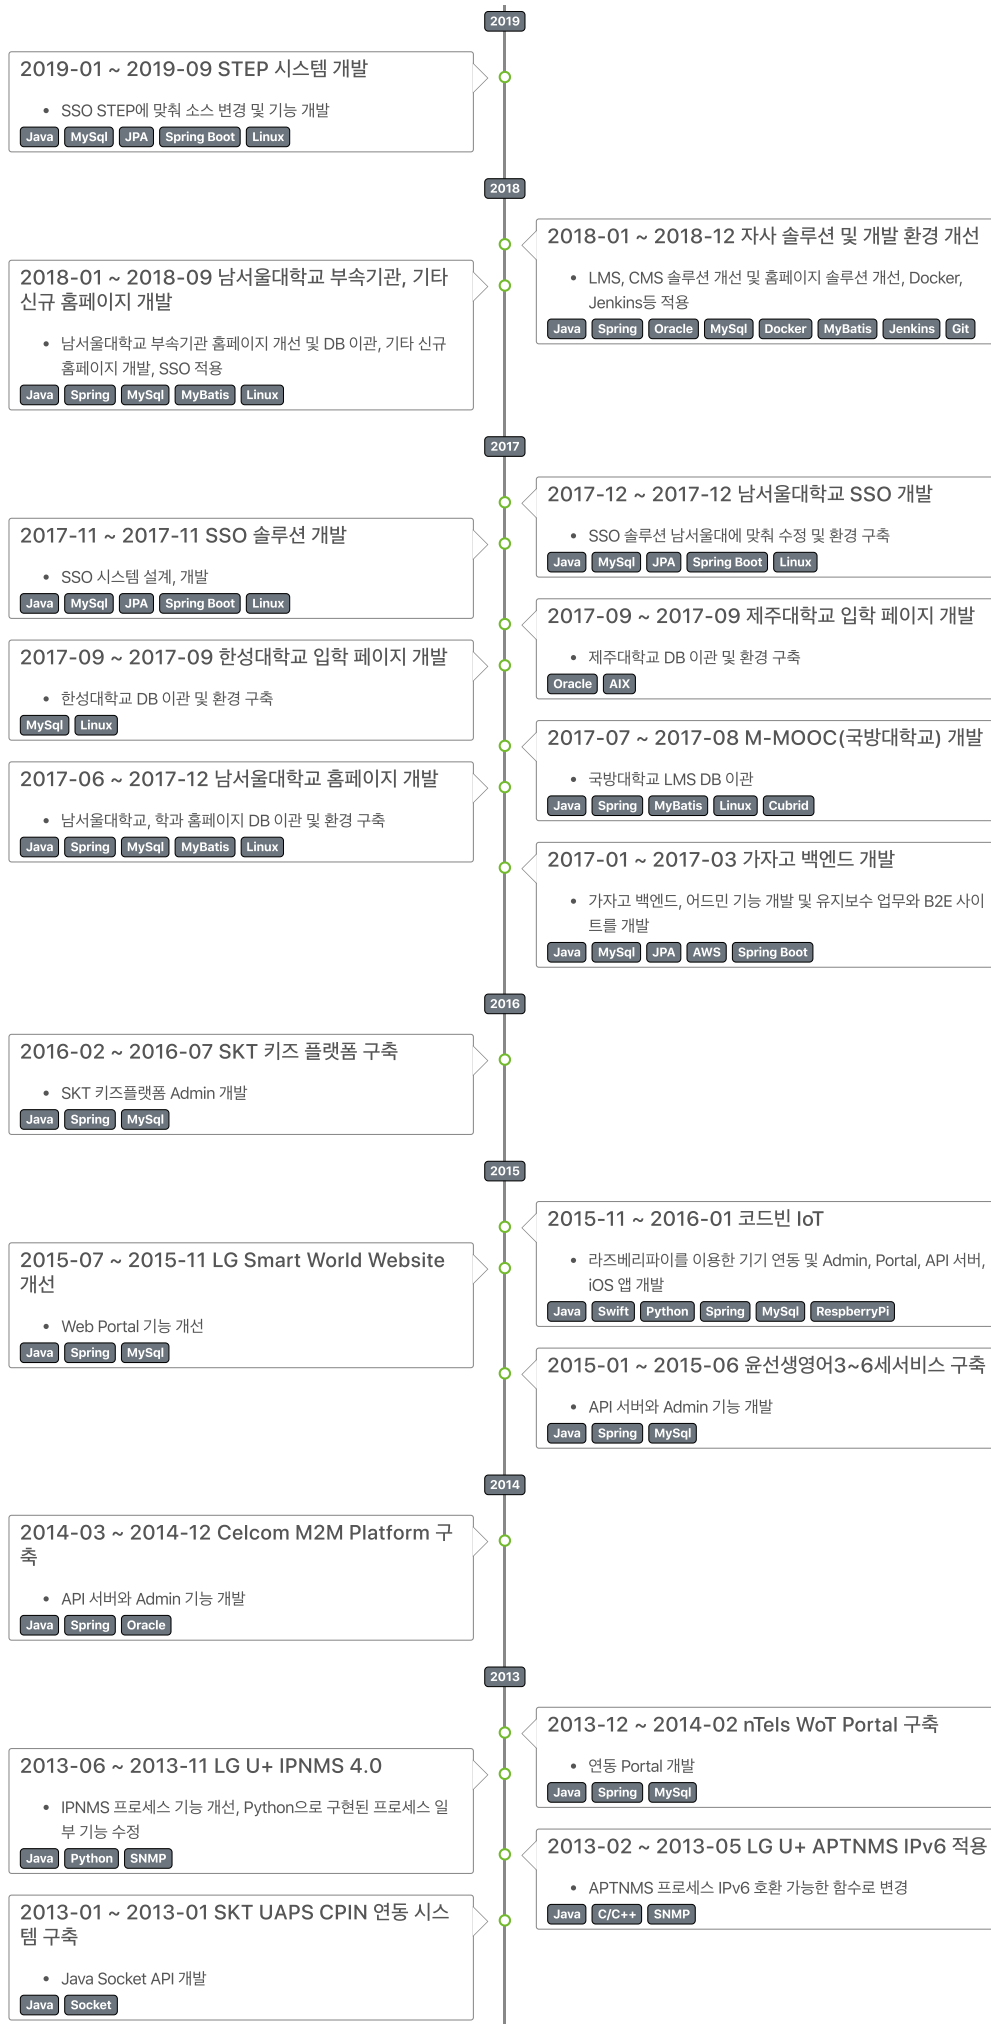 2019
2019-01 ~ 2019-09 STEP 시스템 개발
SSO STEP에 맞춰 소스 변경 및 기능 개발
Java MySql JPA Spring Boot Linux
2018
2018-01 ~ 2018-12 자사 솔루션 및 개발 환경 개선
LMS, CMS 솔루션 개선 및 홈페이지 솔루션 개선, Docker,
Jenkins등 적용
Java Spring Oracle MySql Docker MyBatis Jenkins Git
2018-01 ~ 2018-09 남서울대학교 부속기관, 기타
신규 홈페이지 개발
남서울대학교 부속기관 홈페이지 개선 및 DB 이관, 기타 신규
홈페이지 개발, SSO 적용
Java Spring MySql MyBatis Linux
2017
2017-12 ~ 2017-12 남서울대학교 SSO 개발
SSO 솔루션 남서울대에 맞춰 수정 및 환경 구축
Java MySql JPA Spring Boot Linux
2017-11 ~ 2017-11 SSO 솔루션 개발
SSO 시스템 설계, 개발
Java MySql JPA Spring Boot Linux
2017-09 ~ 2017-09 제주대학교 입학 페이지 개발
제주대학교 DB 이관 및 환경 구축
Oracle AIX
2017-09 ~ 2017-09 한성대학교 입학 페이지 개발
한성대학교 DB 이관 및 환경 구축
MySql Linux
2017-07 ~ 2017-08 M-MOOC(국방대학교) 개발
국방대학교 LMS DB 이관
Java Spring MyBatis Linux Cubrid
2017-06 ~ 2017-12 남서울대학교 홈페이지 개발
남서울대학교, 학과 홈페이지 DB 이관 및 환경 구축
Java Spring MySql MyBatis Linux
2017-01 ~ 2017-03 가자고 백엔드 개발
가자고 백엔드, 어드민 기능 개발 및 유지보수 업무와 B2E 사이
트를 개발
Java MySql JPA AWS Spring Boot
2016
2016-02 ~ 2016-07 SKT 키즈 플랫폼 구축
SKT 키즈플랫폼 Admin 개발
Java Spring MySql
2015
2015-11 ~ 2016-01 코드빈 IoT
라즈베리파이를 이용한 기기 연동 및 Admin, Portal, API 서버,
iOS 앱 개발
Java Swift Python Spring MySql RespberryPi
2015-07 ~ 2015-11 LG Smart World Website
개선
Web Portal 기능 개선
Java Spring MySql
2015-01 ~ 2015-06 윤선생영어3~6세서비스 구축
API 서버와 Admin 기능 개발
Java Spring MySql
2014
2014-03 ~ 2014-12 Celcom M2M Platform 구
축
API 서버와 Admin 기능 개발
Java Spring Oracle
2013
2013-12 ~ 2014-02 nTels WoT Portal 구축
연동 Portal 개발
Java Spring MySql
2013-06 ~ 2013-11 LG U+ IPNMS 4.0
IPNMS 프로세스 기능 개선, Python으로 구현된 프로세스 일
부 기능 수정
Java Python SNMP
2013-02 ~ 2013-05 LG U+ APTNMS IPv6 적용
APTNMS 프로세스 IPv6 호환 가능한 함수로 변경
Java C/C++ SNMP
2013-01 ~ 2013-01 SKT UAPS CPIN 연동 시스
템 구축
Java Socket API 개발
Java Socket